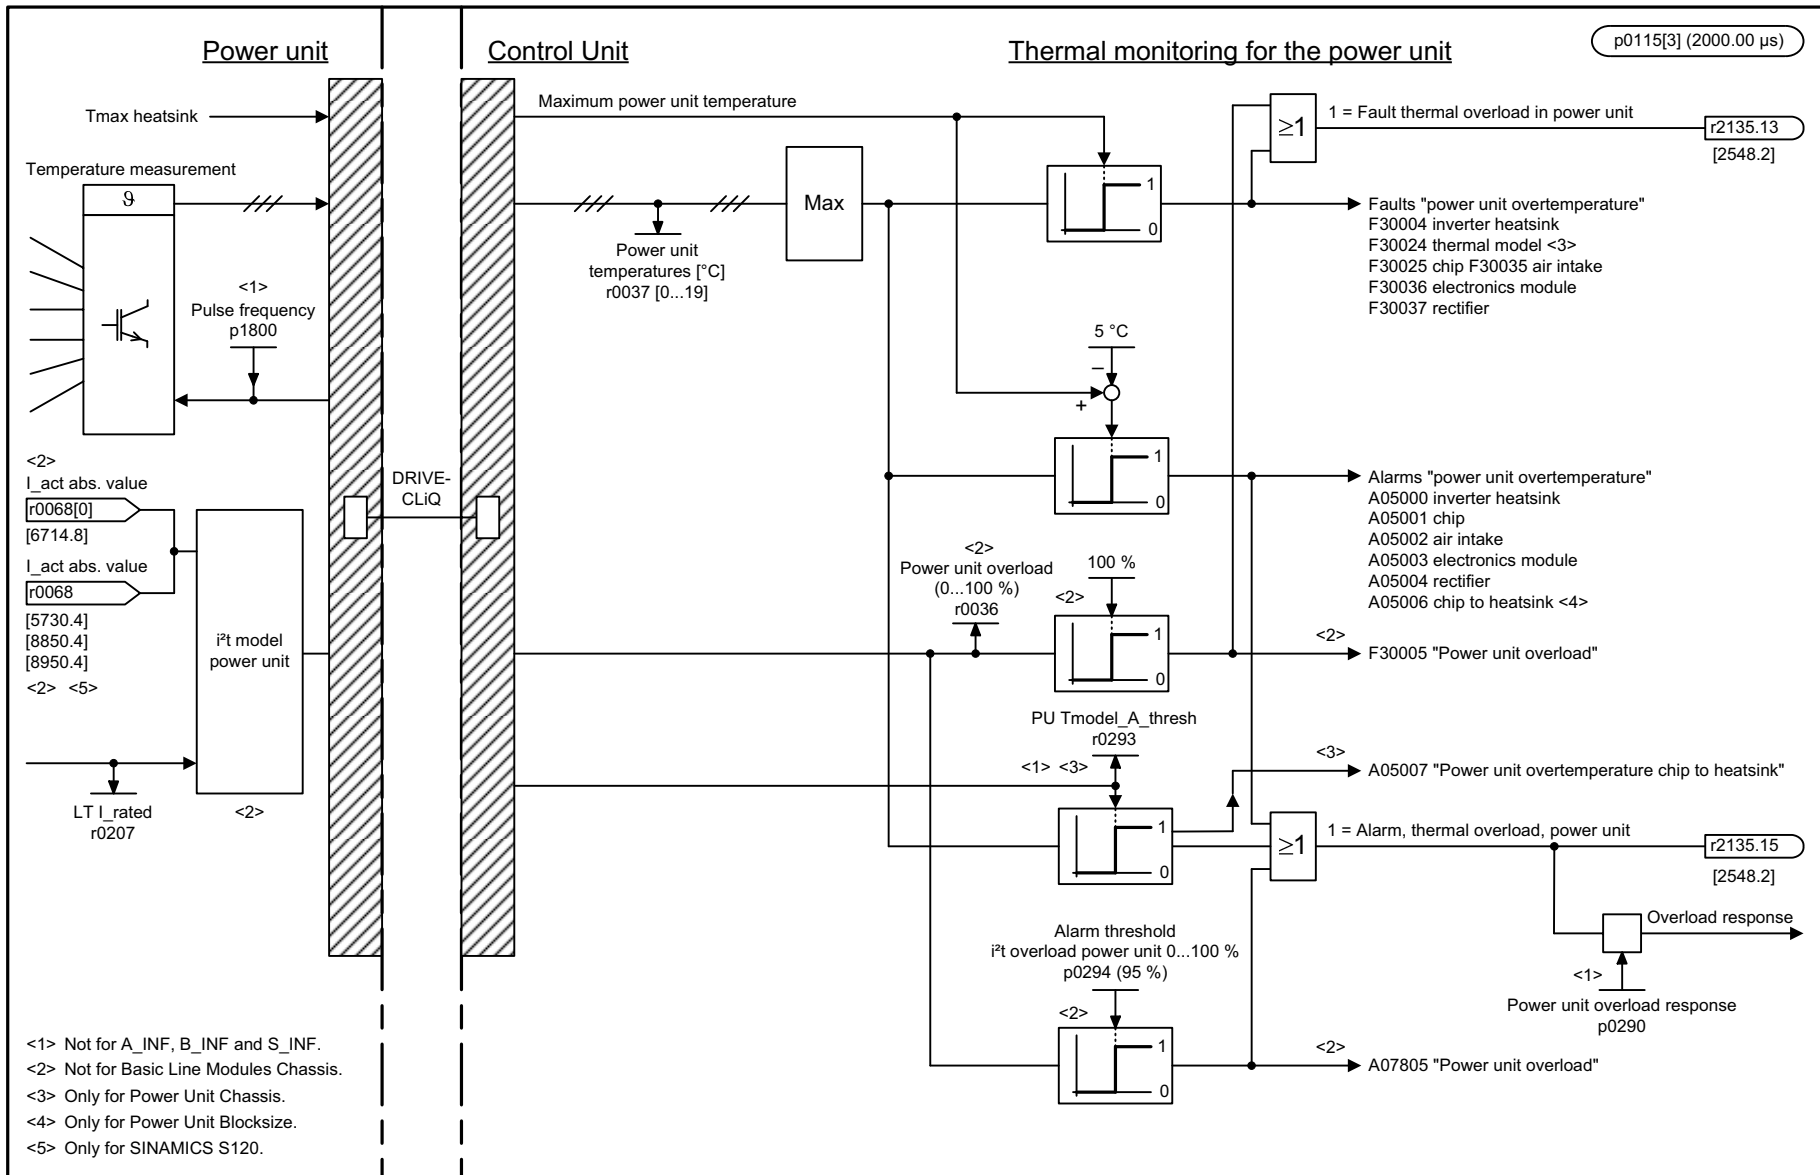 Power unit
Control Unit
Thermal monitoring for the power unit
p0115[3] (2000.00 µs)
Tmax heatsink
Maximum power unit temperature
≥1
1 = Fault thermal overload in power unit
r2135.13
[2548.2]
Temperature measurement
ϑ
Max
1
0
Power unit
temperatures [°C]
r0037 [0...19]
Faults "power unit overtemperature"
F30004 inverter heatsink
F30024 thermal model <3>
F30025 chip F30035 air intake
F30036 electronics module
F30037 rectifier
<1>
Pulse frequency
p1800
5 °C
–
+
1
0
Alarms "power unit overtemperature"
A05000 inverter heatsink
A05001 chip
A05002 air intake
A05003 electronics module
A05004 rectifier
A05006 chip to heatsink <4>
<2>
I_act abs. value
r0068[0]
[6714.8]
I_act abs. value
r0068
[5730.4]
[8850.4]
[8950.4]
<2> <5>
DRIVE-
CLiQ
i²t model
power unit
<2>
LT I_rated
r0207
<2>
Power unit overload
(0...100 %)
r0036
100 %
<2>
1
0
<2>
F30005 "Power unit overload"
PU Tmodel_A_thresh
r0293
<1> <3>
1
0
<3>
A05007 "Power unit overtemperature chip to heatsink"
≥1
1 = Alarm, thermal overload, power unit
r2135.15
[2548.2]
Overload response
<1>
Power unit overload response
p0290
Alarm threshold
i²t overload power unit 0...100 %
p0294 (95 %)
<2>
1
0
<2>
A07805 "Power unit overload"
<1> Not for A_INF, B_INF and S_INF.
<2> Not for Basic Line Modules Chassis.
<3> Only for Power Unit Chassis.
<4> Only for Power Unit Blocksize.
<5> Only for SINAMICS S120.